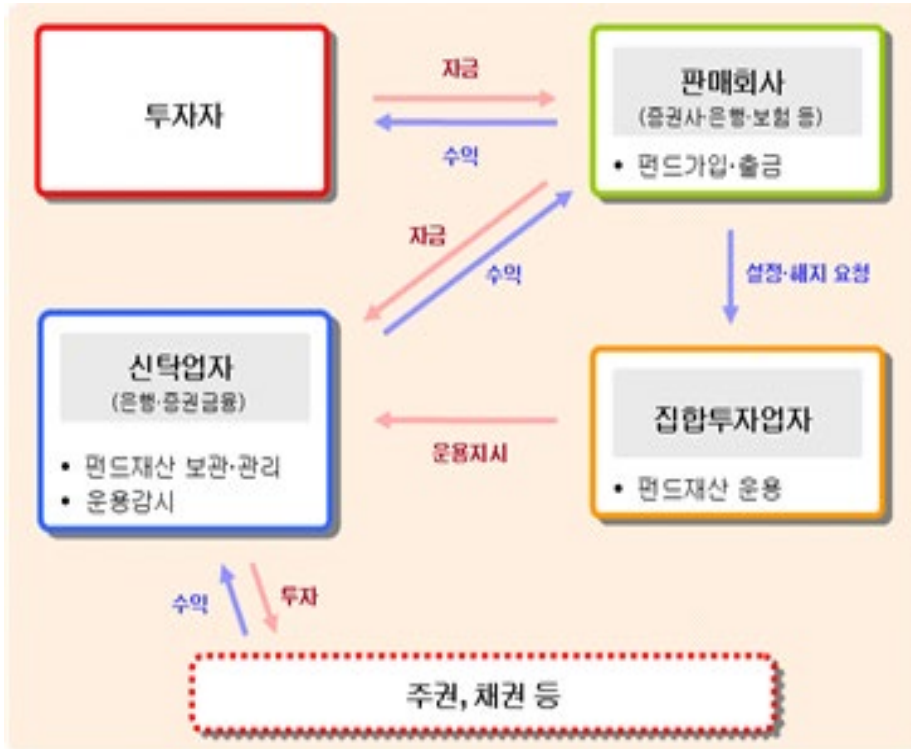 투자자
자금
수익
판매회사
(증권사·은행·보험 등)
• 펀드가입·출금
자금
수익
설정·해지 요청
신탁업자
(은행·증권금융)
• 펀드재산 보관·관리
• 운용감시
운용지시
집합투자업자
• 펀드재산 운용
수익
투자
주권, 채권 등